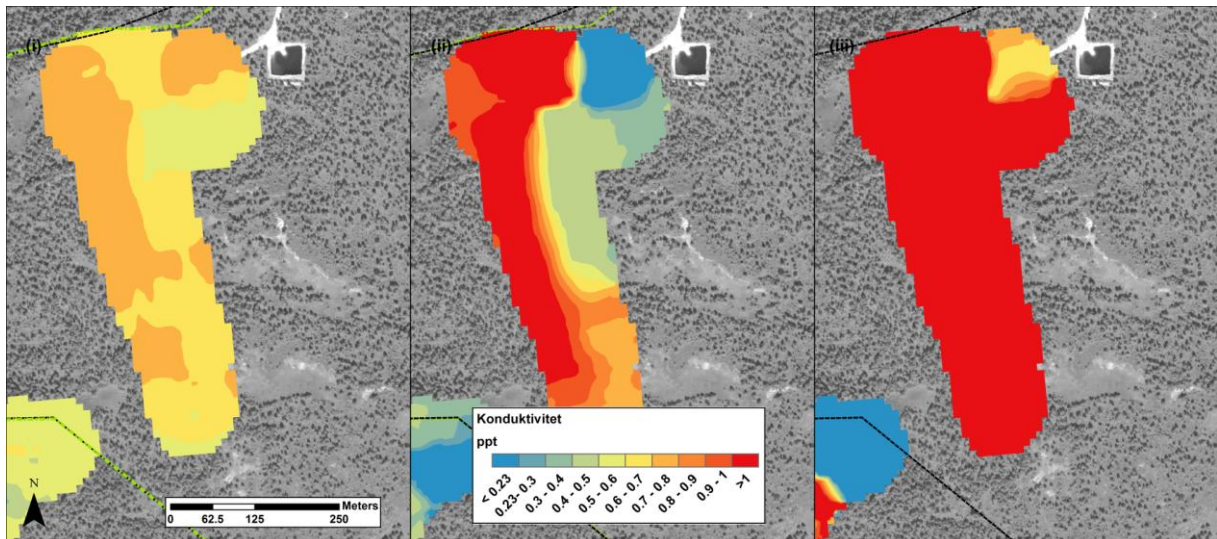 (i)
(ii)
(iii)
N
Meters
0 62.5 125 250
Konduktivitet
ppt
< 0.23
0.23 - 0.3
0.3 - 0.4
0.4 - 0.5
0.5 - 0.6
0.6 - 0.7
0.7 - 0.8
0.8 - 0.9
0.9 - 1
>1